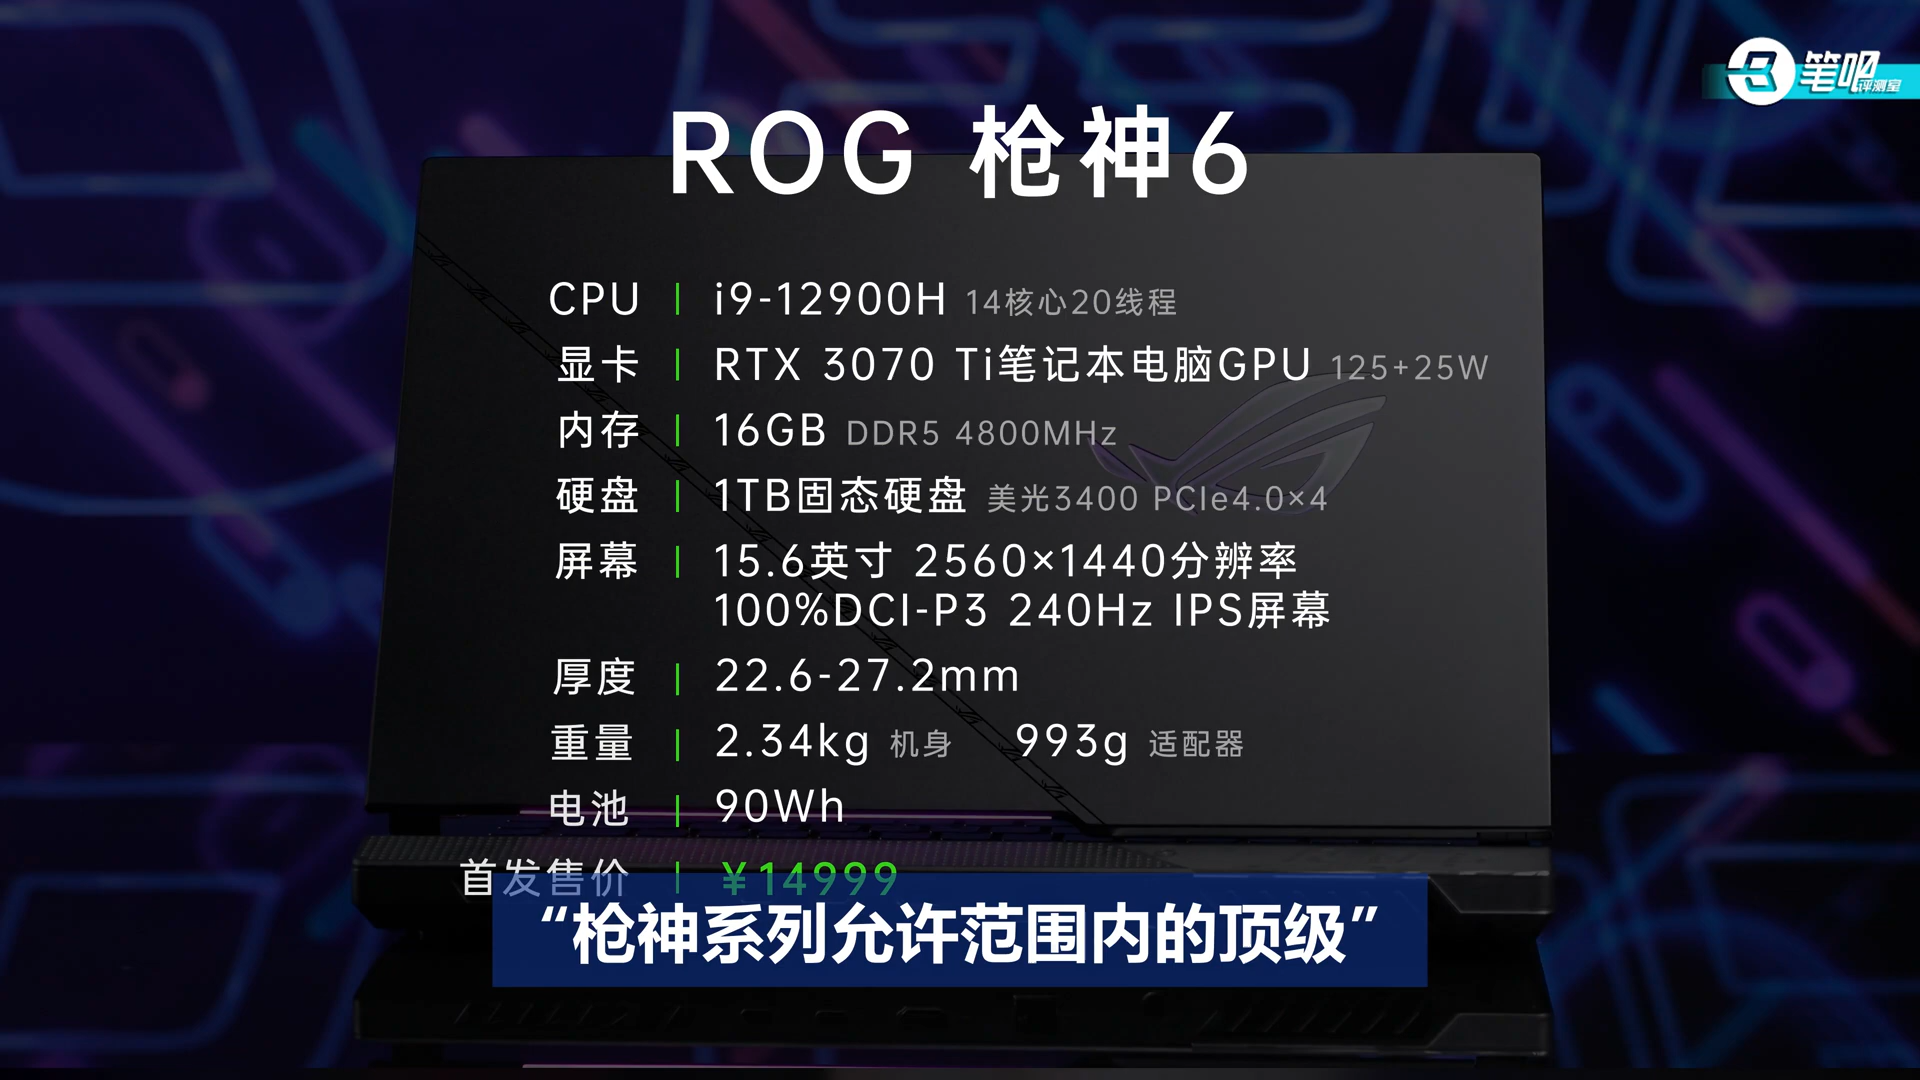 笔吧
评测室
ROG 枪神6
CPU | i9-12900H 14核心20线程
显卡 | RTX 3070 Ti笔记本电脑GPU 125+25W
内存 | 16GB DDR5 4800MHz
硬盘 | 1TB固态硬盘 美光3400 PCIe4.0×4
屏幕 | 15.6英寸 2560×1440分辨率
100%DCI-P3 240Hz IPS屏幕
厚度 | 22.6-27.2mm
重量 | 2.34kg 机身 993g 适配器
电池 | 90Wh
首发售价 | ￥14999
“枪神系列允许范围内的顶级”